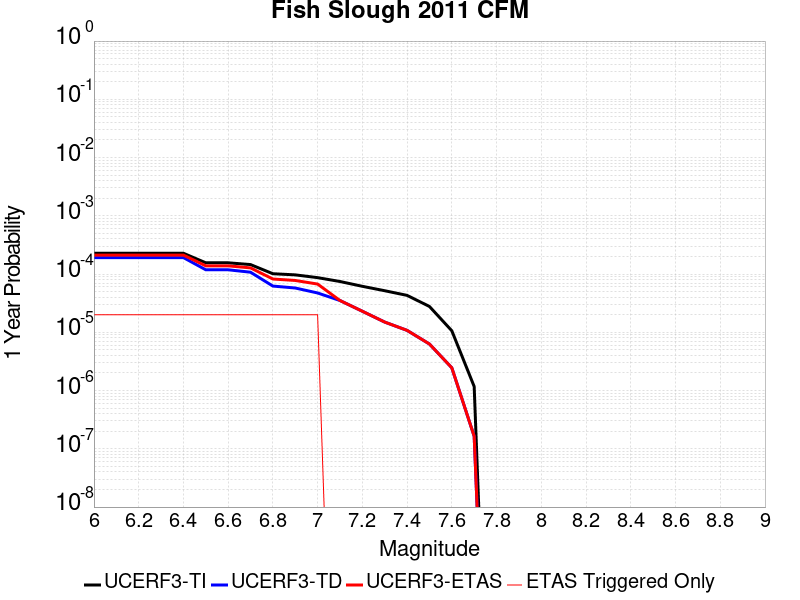 Fish Slough 2011 CFM
10^0
10^-1
10^-2
10^-3
10^-4
10^-5
10^-6
10^-7
10^-8
1 Year Probability
6 6.2 6.4 6.6 6.8 7 7.2 7.4 7.6 7.8 8 8.2 8.4 8.6 8.8 9
Magnitude
UCERF3-TI UCERF3-TD UCERF3-ETAS ETAS Triggered Only